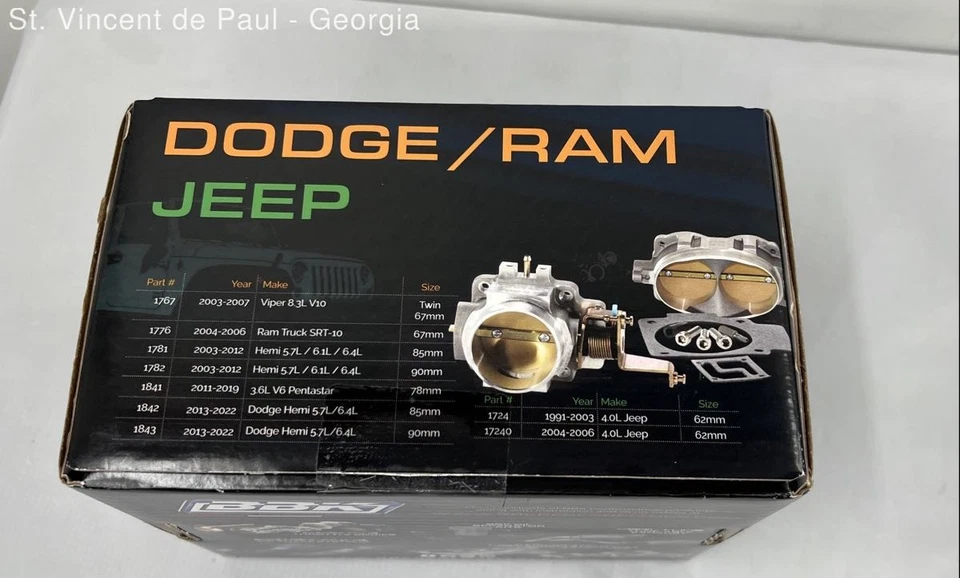 St. Vincent de Paul - Georgia
DODGE / RAM
JEEP
Part # Year Make Size
1767 2003-2007 Viper 8.3L V10 Twin 67mm
1776 2004-2006 Ram Truck SRT-10 67mm
1781 2003-2012 Hemi 5.7L / 6.1L / 6.4L 85mm
1782 2003-2012 Hemi 5.7L / 6.1L / 6.4L 90mm
1841 2011-2019 3.6L V6 Pentastar 78mm
1842 2013-2022 Dodge Hemi 5.7L/6.4L 85mm
1843 2013-2022 Dodge Hemi 5.7L/6.4L 90mm
Part # Year Make Size
1724 1991-2003 4.0L Jeep 62mm
17240 2004-2006 4.0L Jeep 62mm
BBK